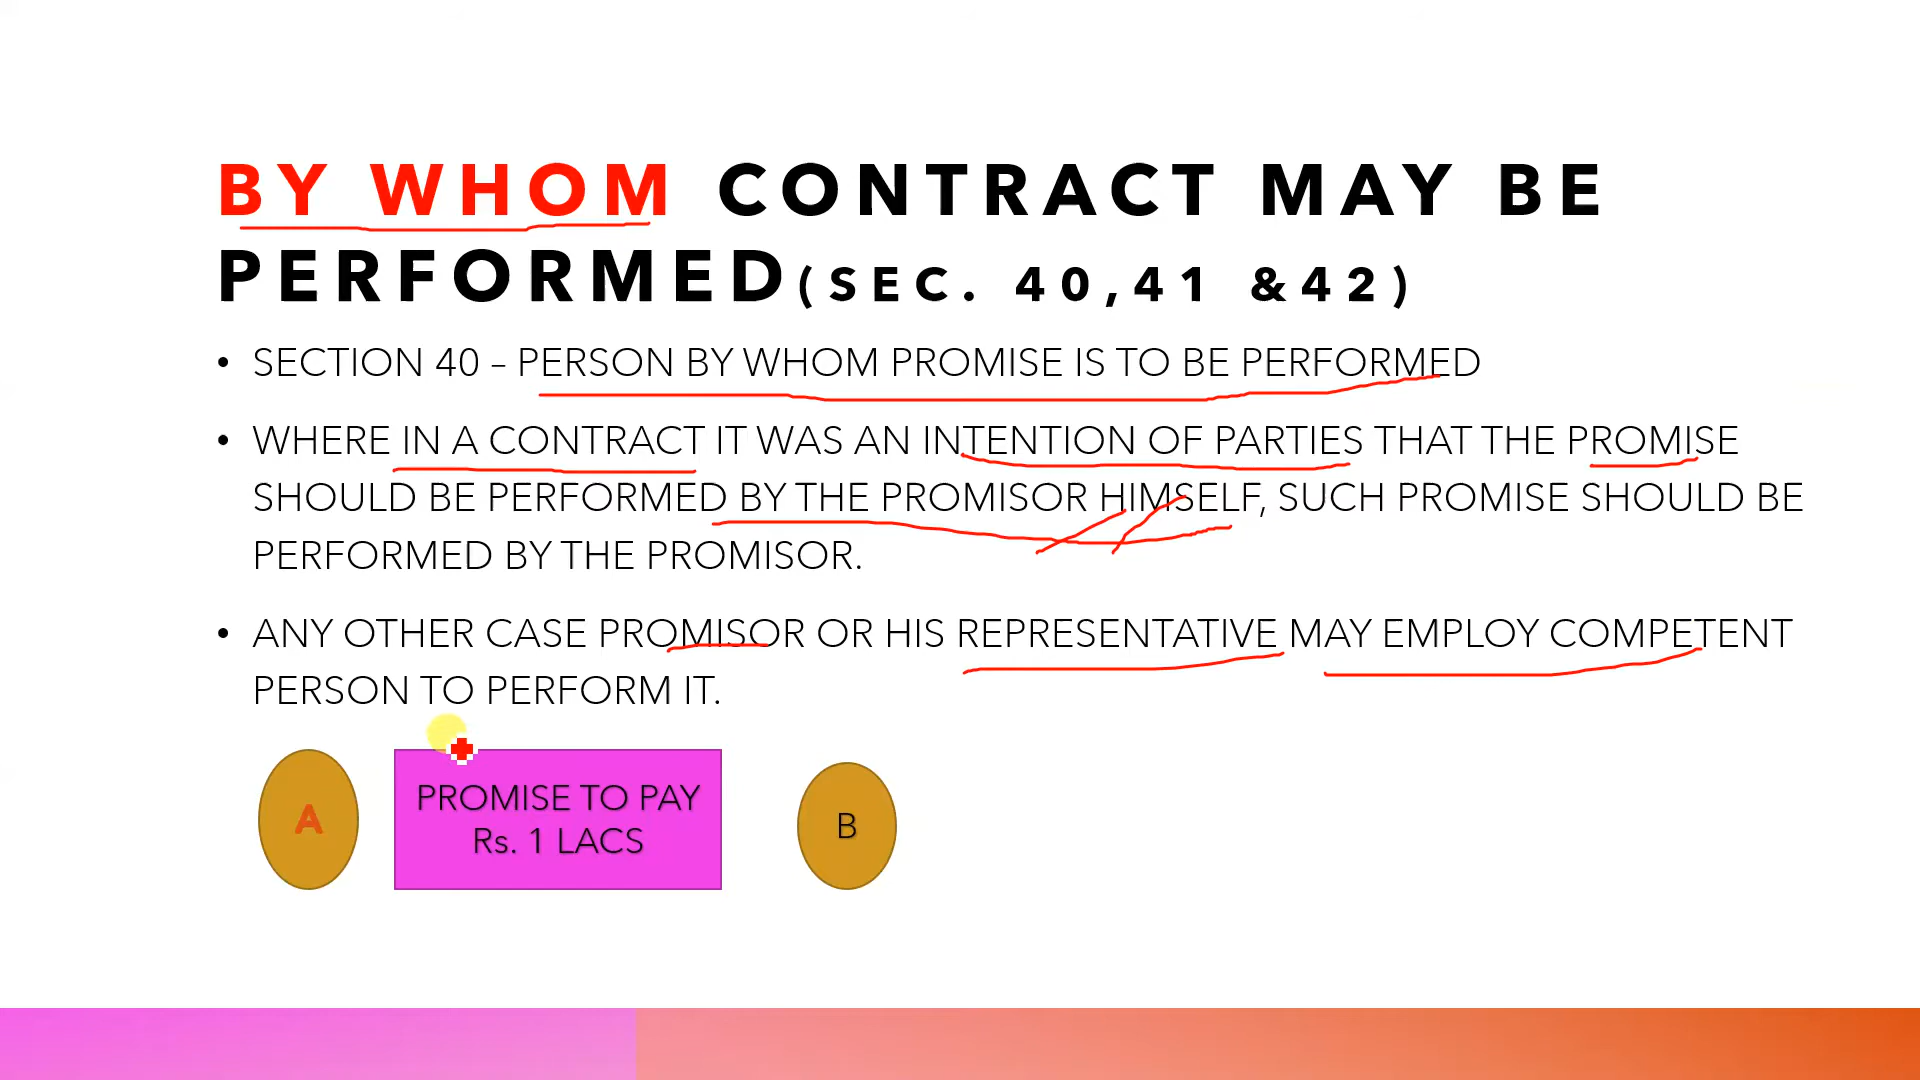 BY WHOM CONTRACT MAY BE
PERFORMED(SEC. 40,41 &42)
• SECTION 40 – PERSON BY WHOM PROMISE IS TO BE PERFORMED
• WHERE IN A CONTRACT IT WAS AN INTENTION OF PARTIES THAT THE PROMISE
SHOULD BE PERFORMED BY THE PROMISOR HIMSELF, SUCH PROMISE SHOULD BE
PERFORMED BY THE PROMISOR.
• ANY OTHER CASE PROMISOR OR HIS REPRESENTATIVE MAY EMPLOY COMPETENT
PERSON TO PERFORM IT.
A
PROMISE TO PAY
Rs. 1 LACS
B